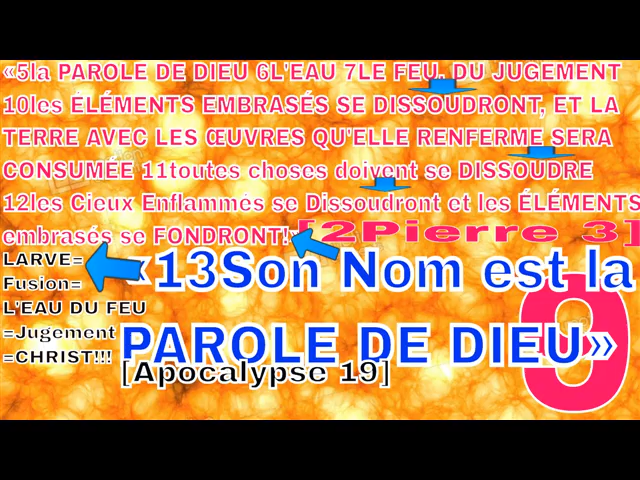 «5la PAROLE DE DIEU 6L'EAU 7LE FEU, DU JUGEMENT
10les ÉLÉMENTS EMBRASÉS SE DISSOUDRONT, ET LA
TERRE AVEC LES ŒUVRES QU'ELLE RENFERME SERA
CONSUMÉE 11toutes choses doivent se DISSOUDRE
12les Cieux Enflammés se Dissoudront et les ÉLÉMENTS
embrasés se FONDRONT!»
[2Pierre 3]
LARVE=
Fusion=
L'EAU DU FEU
=Jugement
=CHRIST!!!
«13Son Nom est la
PAROLE DE DIEU»
[Apocalypse 19]
9